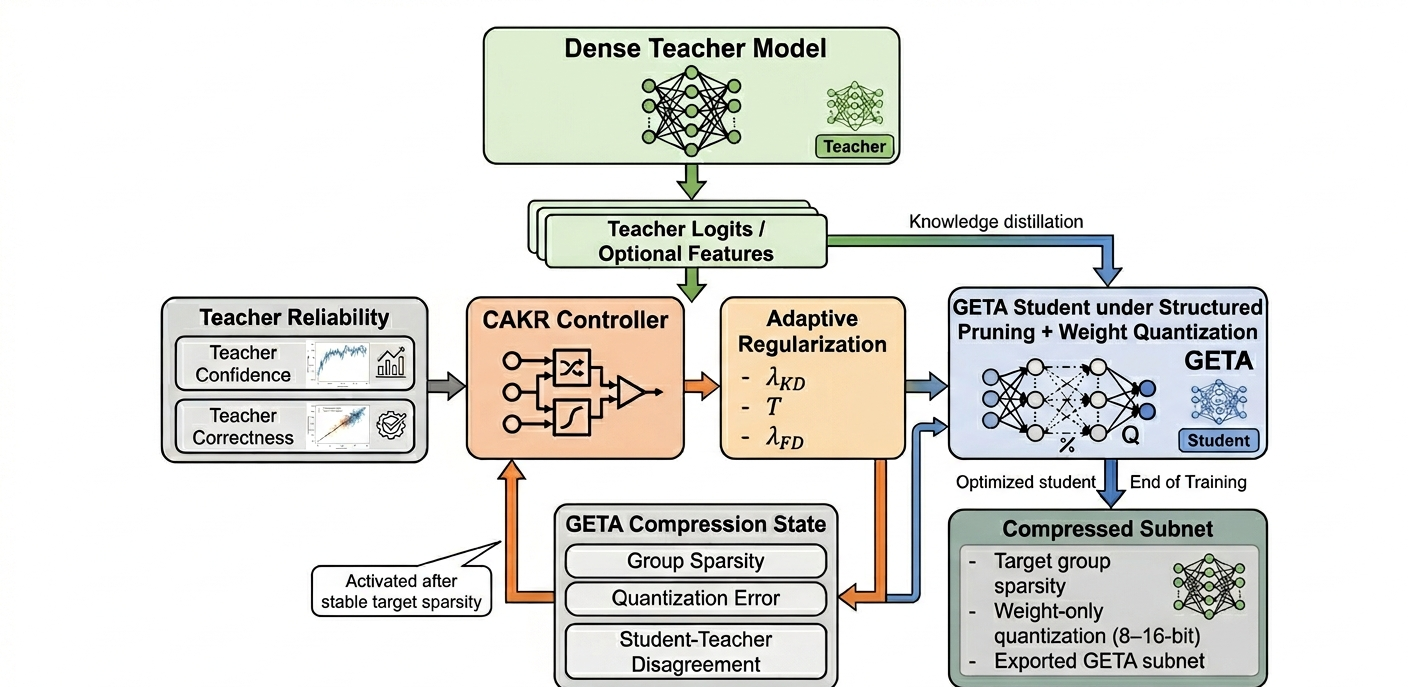 Dense Teacher Model
Teacher
Teacher Logits /
Optional Features
Knowledge distillation
Teacher Reliability
Teacher
Confidence
Teacher
Correctness
CAKR Controller
Adaptive
Regularization
- λ_KD
- T
- λ_FD
GETA Student under Structured
Pruning + Weight Quantization
GETA
%
Q
Student
Optimized student
End of Training
GETA Compression State
Group Sparsity
Quantization Error
Student-Teacher
Disagreement
Activated after
stable target sparsity
Compressed Subnet
- Target group
sparsity
- Weight-only
quantization (8–16-bit)
- Exported GETA subnet